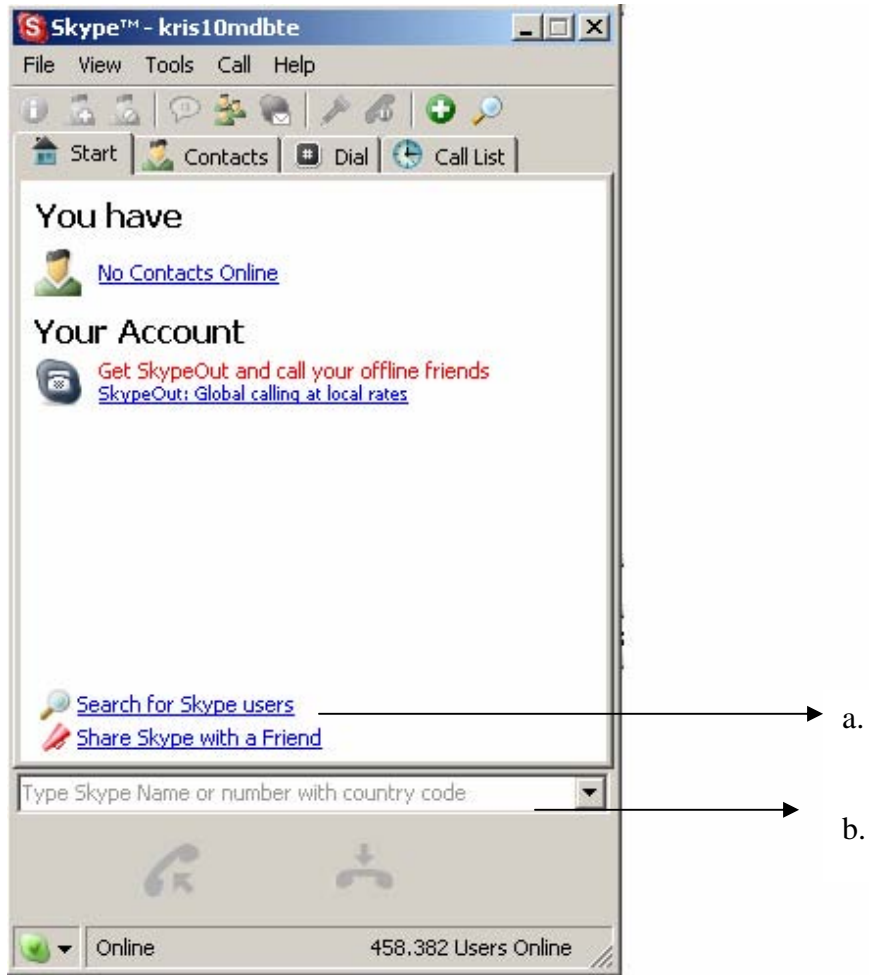 Skype™ - kris10mdbte
File View Tools Call Help
Start Contacts Dial Call List
You have
No Contacts Online
Your Account
Get SkypeOut and call your offline friends
SkypeOut: Global calling at local rates
Search for Skype users
a.
Share Skype with a Friend
Type Skype Name or number with country code
b.
Online 458,382 Users Online